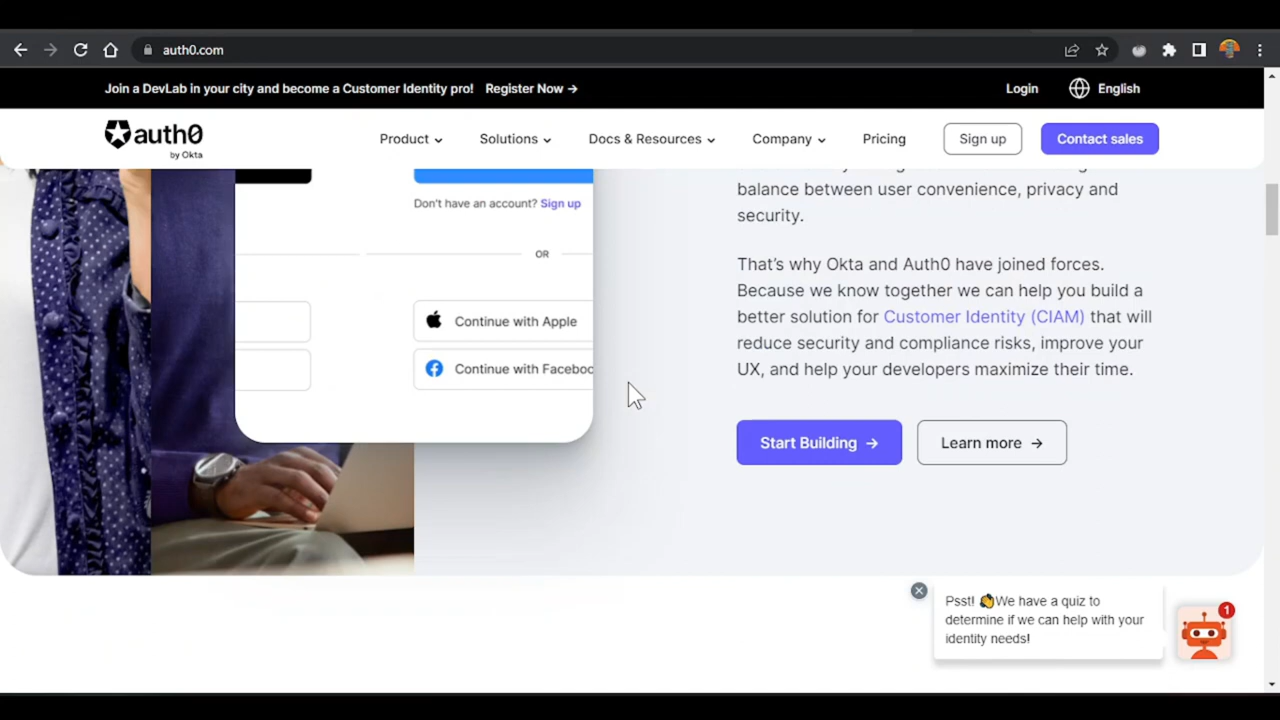 auth0.com
Join a DevLab in your city and become a Customer Identity pro! Register Now →
Login
English
auth0
by Okta
Product
Solutions
Docs & Resources
Company
Pricing
Sign up
Contact sales
Don't have an account? Sign up
OR
Continue with Apple
Continue with Faceboo
balance between user convenience, privacy and
security.
That's why Okta and Auth0 have joined forces.
Because we know together we can help you build a
better solution for Customer Identity (CIAM) that will
reduce security and compliance risks, improve your
UX, and help your developers maximize their time.
Start Building →
Learn more →
Psst! 👏We have a quiz to
determine if we can help with your
identity needs!
1